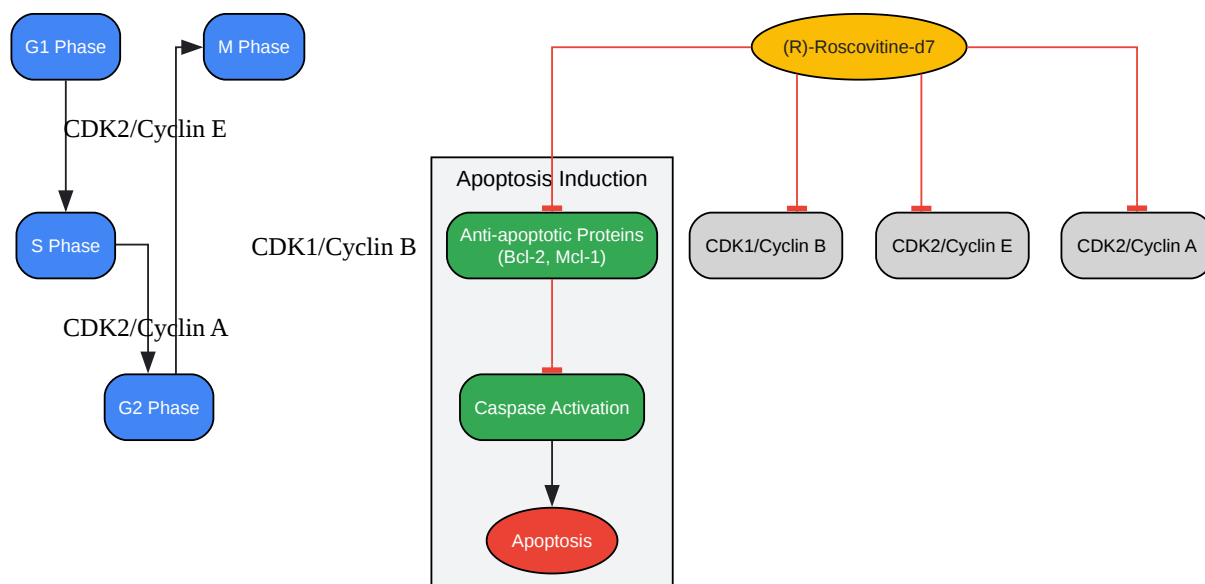 G1 Phase
M Phase
(R)-Roscovitine-d7
CDK2/Cyclin E
Apoptosis Induction
S Phase
CDK1/Cyclin B
Anti-apoptotic Proteins
(Bcl-2, Mcl-1)
CDK1/Cyclin B
CDK2/Cyclin E
CDK2/Cyclin A
CDK2/Cyclin A
G2 Phase
Caspase Activation
Apoptosis